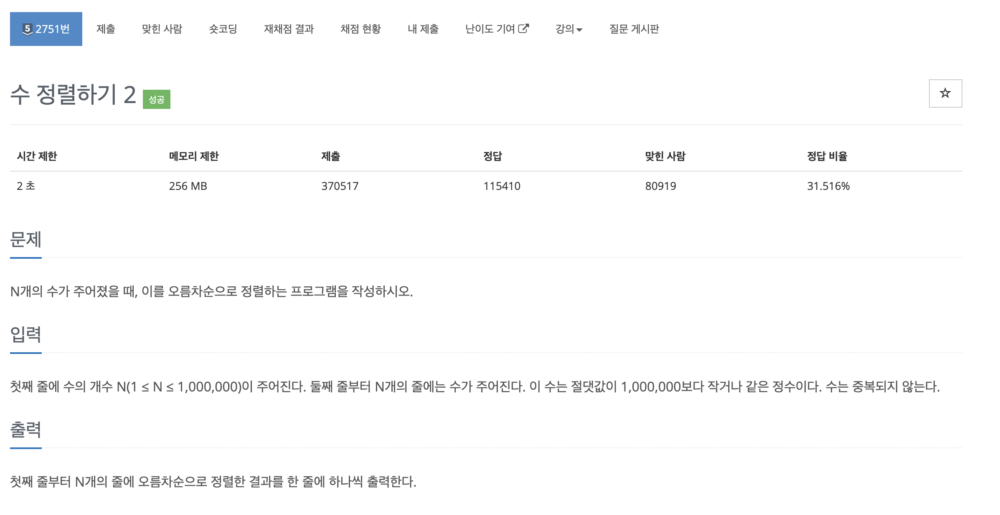 5 2751번 제출 맞힌 사람 숏코딩 재채점 결과 채점 현황 내 제출 난이도 기여 강의 질문 게시판
수 정렬하기 2 성공
시간 제한 메모리 제한 제출 정답 맞힌 사람 정답 비율
2 초 256 MB 370517 115410 80919 31.516%
문제
N개의 수가 주어졌을 때, 이를 오름차순으로 정렬하는 프로그램을 작성하시오.
입력
첫째 줄에 수의 개수 N(1 ≤ N ≤ 1,000,000)이 주어진다. 둘째 줄부터 N개의 줄에는 수가 주어진다. 이 수는 절댓값이 1,000,000보다 작거나 같은 정수이다. 수는 중복되지 않는다.
출력
첫째 줄부터 N개의 줄에 오름차순으로 정렬한 결과를 한 줄에 하나씩 출력한다.